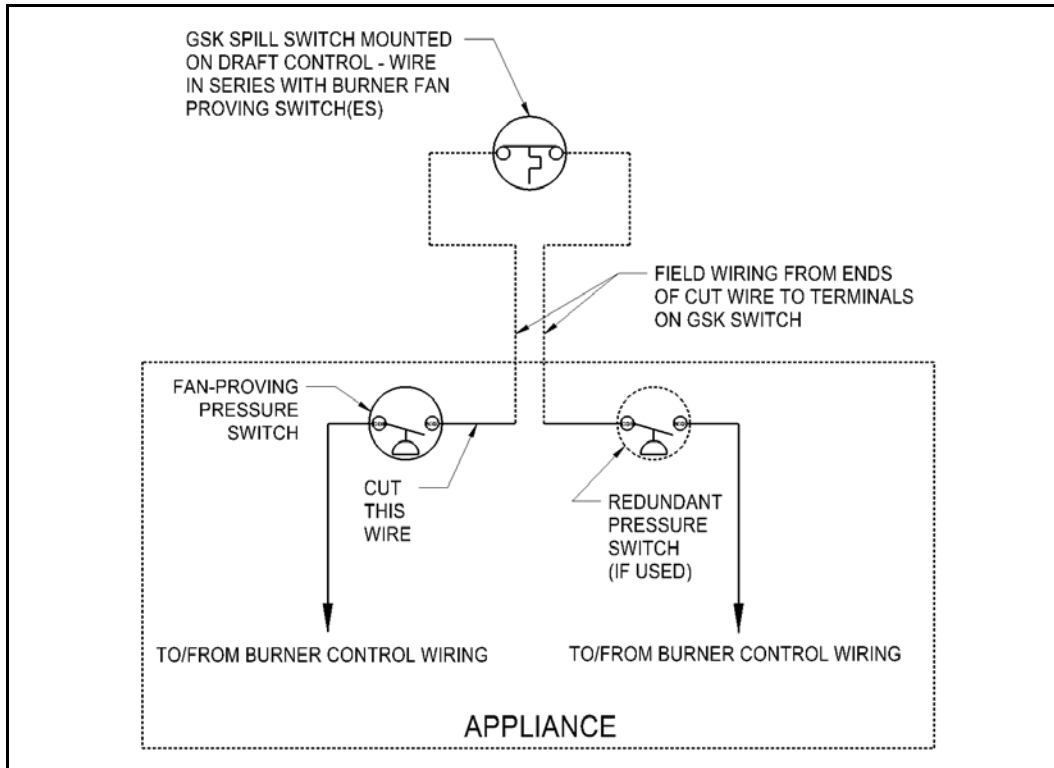 GSK SPILL SWITCH MOUNTED
ON DRAFT CONTROL - WIRE
IN SERIES WITH BURNER FAN
PROVING SWITCH(ES)
FIELD WIRING FROM ENDS
OF CUT WIRE TO TERMINALS
ON GSK SWITCH
FAN-PROVING
PRESSURE
SWITCH
CUT
THIS
WIRE
REDUNDANT
PRESSURE
SWITCH
(IF USED)
TO/FROM BURNER CONTROL WIRING
TO/FROM BURNER CONTROL WIRING
APPLIANCE